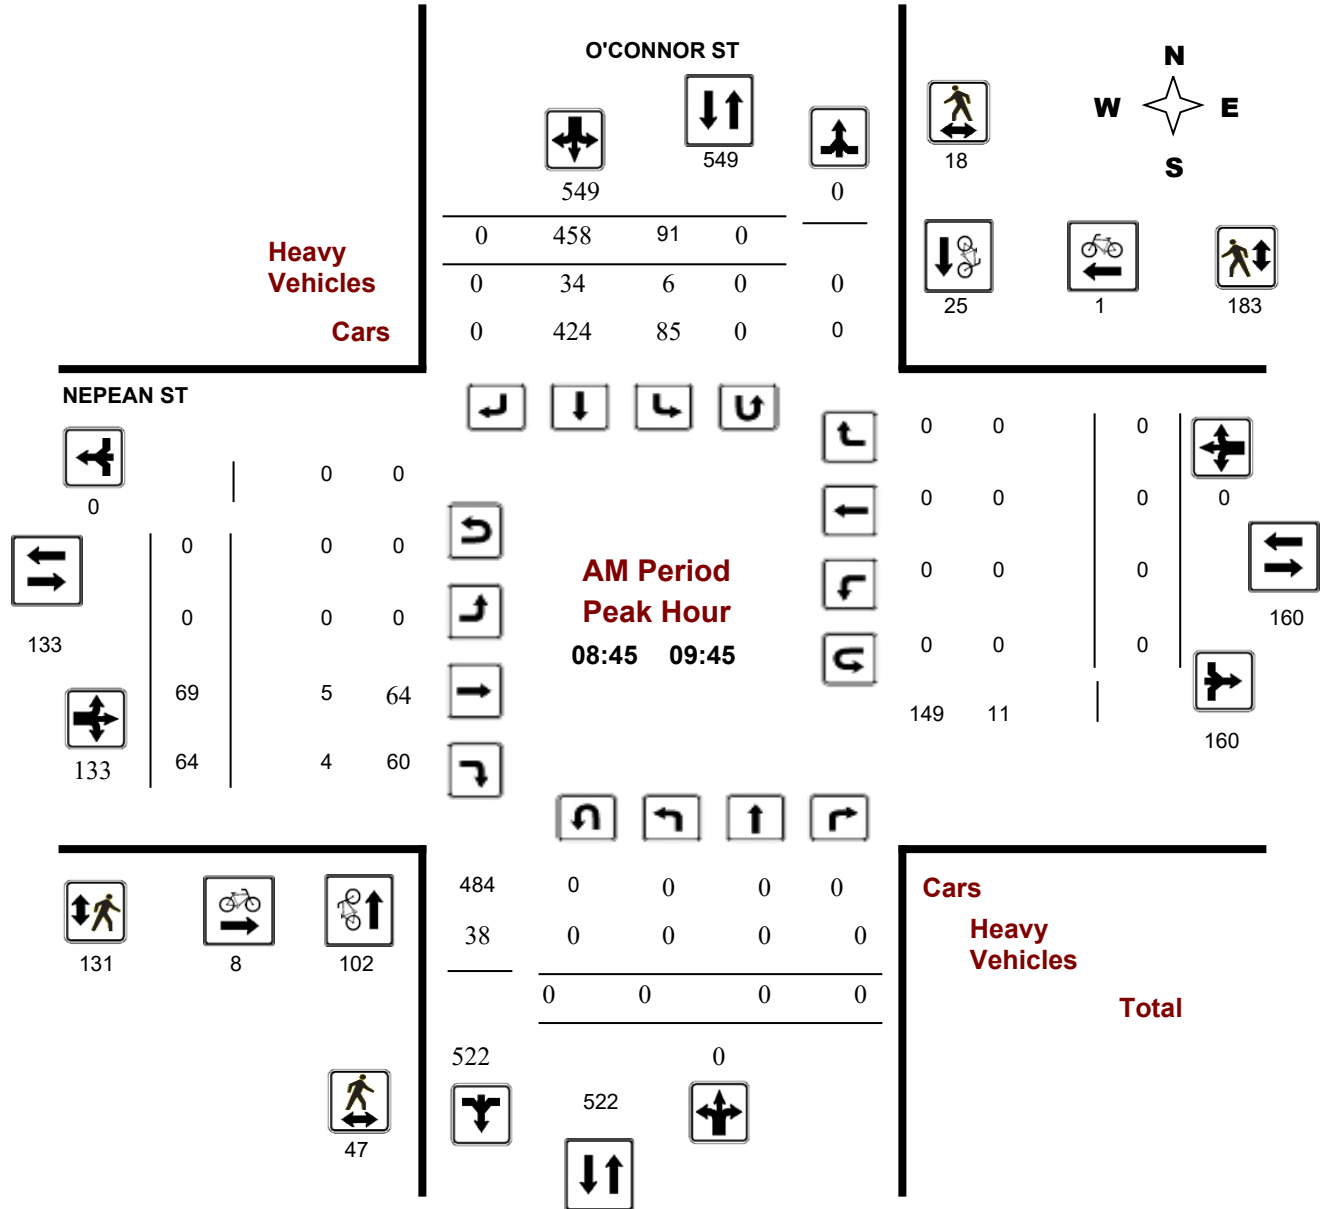 O'CONNOR ST
N
W E
S
549
18
549 0
0 458 91 0
Heavy
Vehicles
0 34 6 0 0
25 1 183
Cars
0 424 85 0 0
NEPEAN ST
0 0 0
0 0
0
0 0 0 0
0 0 0
AM Period
Peak Hour
08:45 09:45
0 0 0
0 0 0
133
160
0 0 0
69 5 64
149 11
160
133
64 4 60
484 0 0 0 0
Cars
38 0 0 0 0
Heavy
Vehicles
131 8 102
0 0 0 0
Total
522 0
522
47